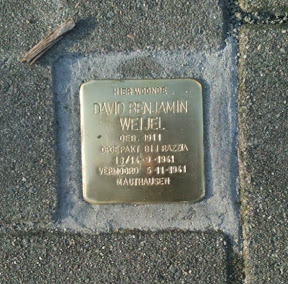 HIER WOONDE
DAVID BENJAMIN
WEIJEL
GEB. 1911
OPGEPAKT BIJ RAZZIA
13/14-9-1941
VERMOORD 5-11-1941
MAUTHAUSEN